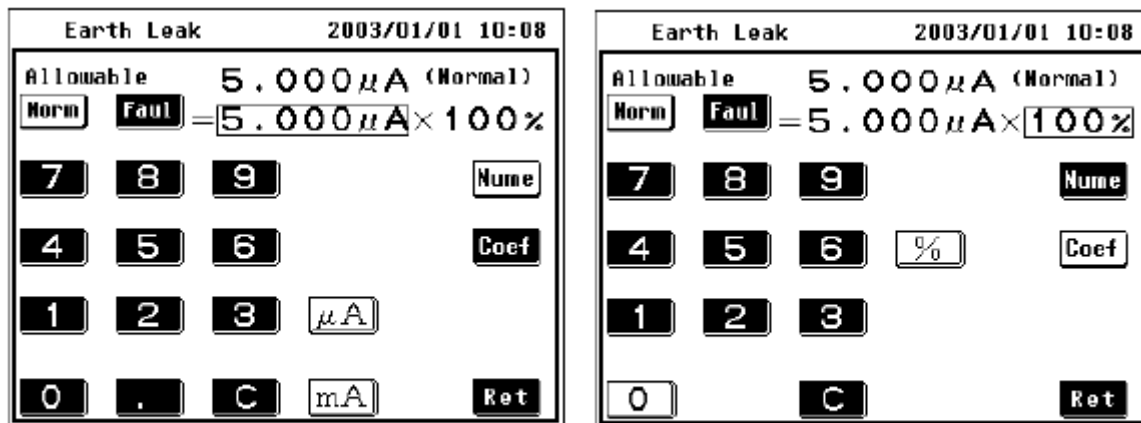 Earth Leak 2003/01/01 10:08
Allowable 5.000μA (Normal)
Norm Faul =5.000μA×100%
7 8 9 Nume
4 5 6 Coef
1 2 3 μA
0 . C mA Ret
Earth Leak 2003/01/01 10:08
Allowable 5.000μA (Normal)
Norm Faul =5.000μA×100%
7 8 9 Nume
4 5 6 % Coef
1 2 3
0 C Ret